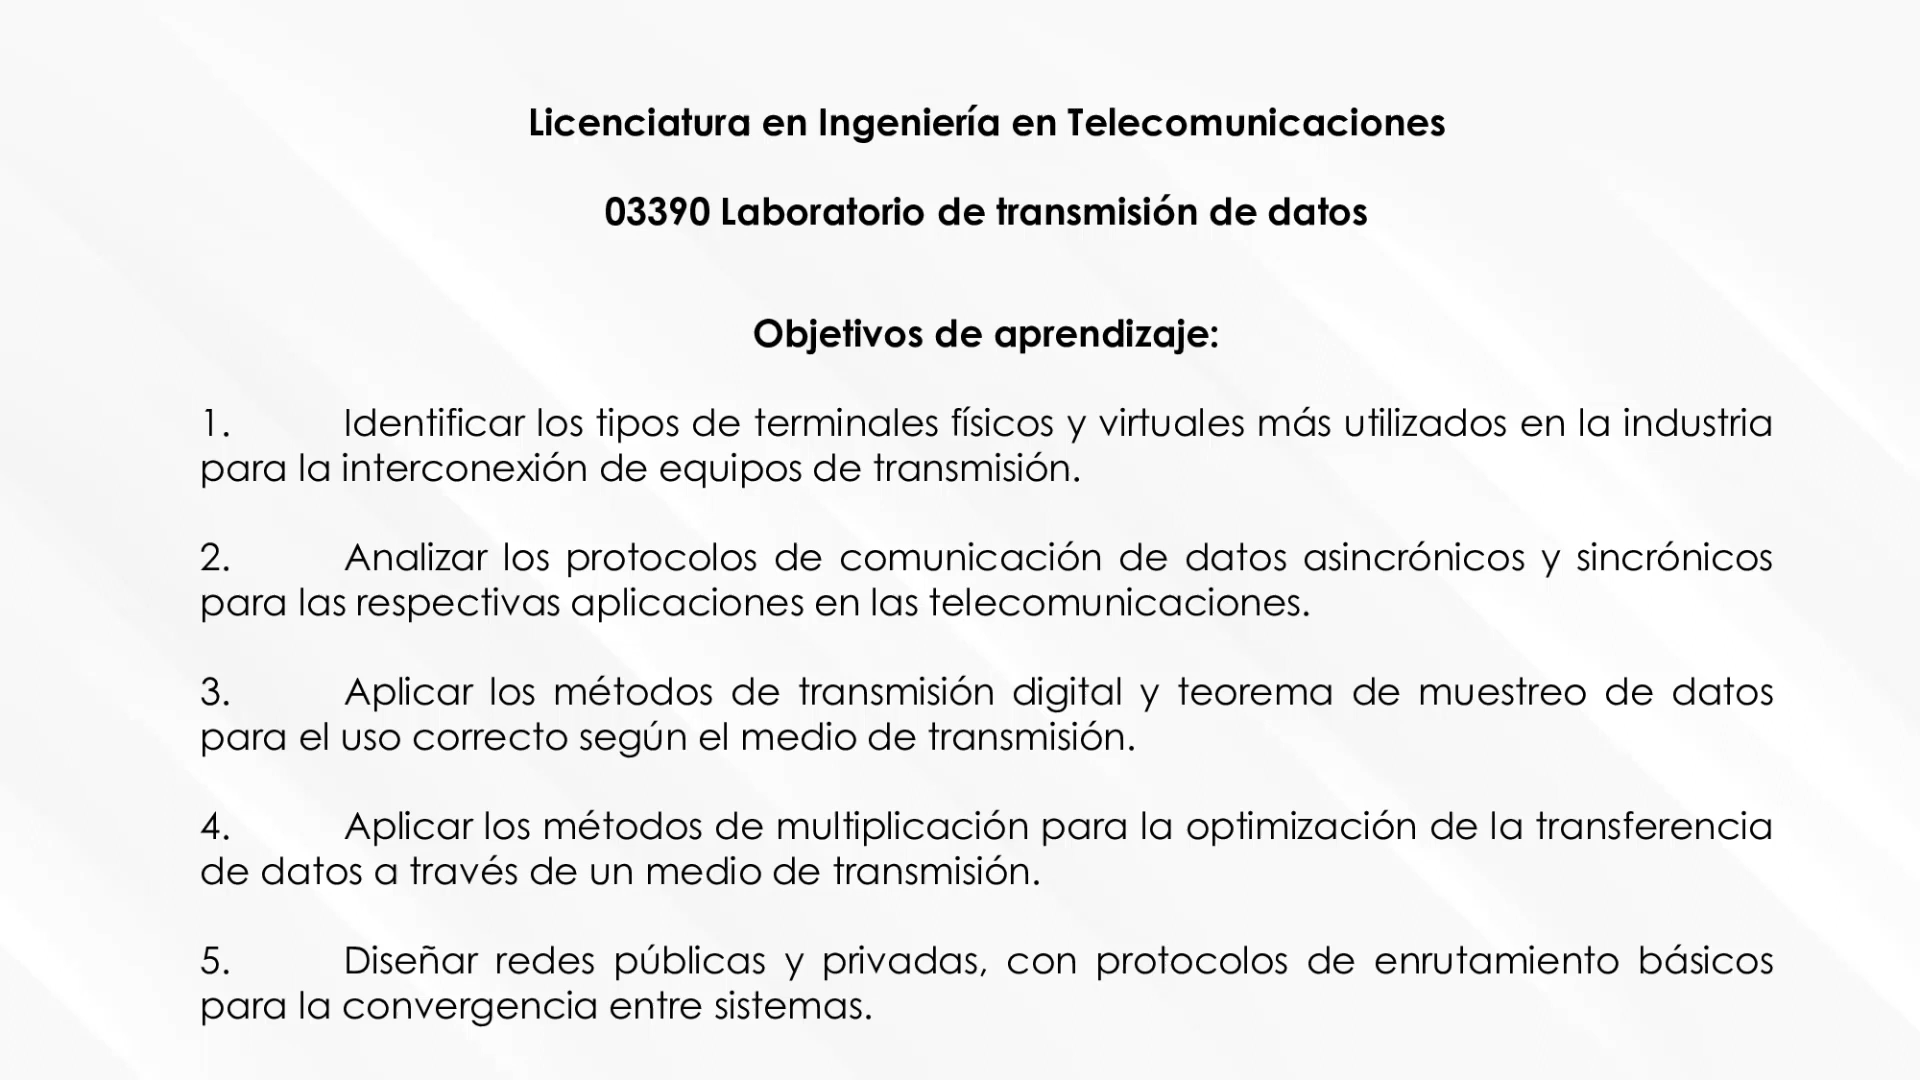 Licenciatura en Ingeniería en Telecomunicaciones
03390 Laboratorio de transmisión de datos
Objetivos de aprendizaje:
1. Identificar los tipos de terminales físicos y virtuales más utilizados en la industria
para la interconexión de equipos de transmisión.
2. Analizar los protocolos de comunicación de datos asincrónicos y sincrónicos
para las respectivas aplicaciones en las telecomunicaciones.
3. Aplicar los métodos de transmisión digital y teorema de muestreo de datos
para el uso correcto según el medio de transmisión.
4. Aplicar los métodos de multiplicación para la optimización de la transferencia
de datos a través de un medio de transmisión.
5. Diseñar redes públicas y privadas, con protocolos de enrutamiento básicos
para la convergencia entre sistemas.